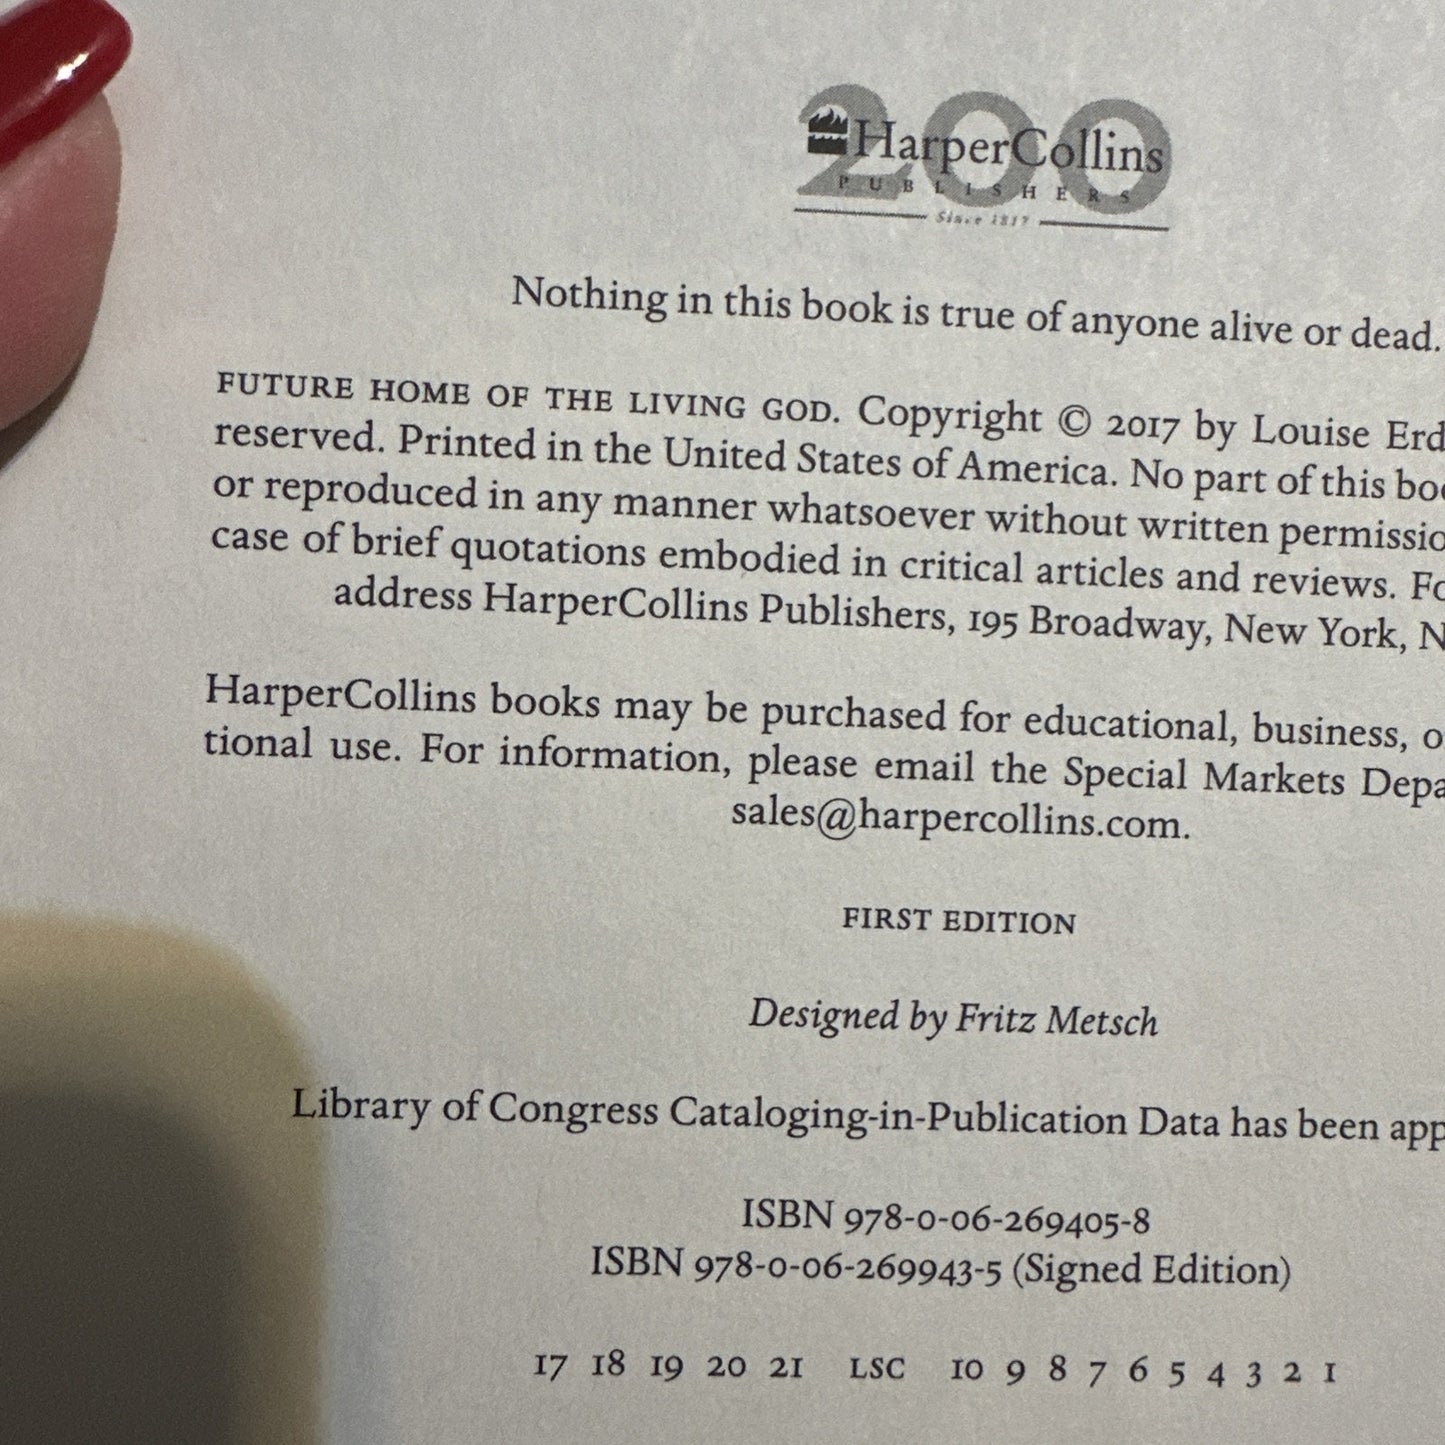 200
HarperCollins
PUBLISHERS
Since 1817
Nothing in this book is true of anyone alive or dead.
FUTURE HOME OF THE LIVING GOD. Copyright © 2017 by Louise Erd
reserved. Printed in the United States of America. No part of this boo
or reproduced in any manner whatsoever without written permissio
case of brief quotations embodied in critical articles and reviews. Fo
address HarperCollins Publishers, 195 Broadway, New York, N
HarperCollins books may be purchased for educational, business, o
tional use. For information, please email the Special Markets Depa
sales@harpercollins.com.
FIRST EDITION
Designed by Fritz Metsch
Library of Congress Cataloging-in-Publication Data has been app
ISBN 978-0-06-269405-8
ISBN 978-0-06-269943-5 (Signed Edition)
17 18 19 20 21 LSC 10 9 8 7 6 5 4 3 2 1